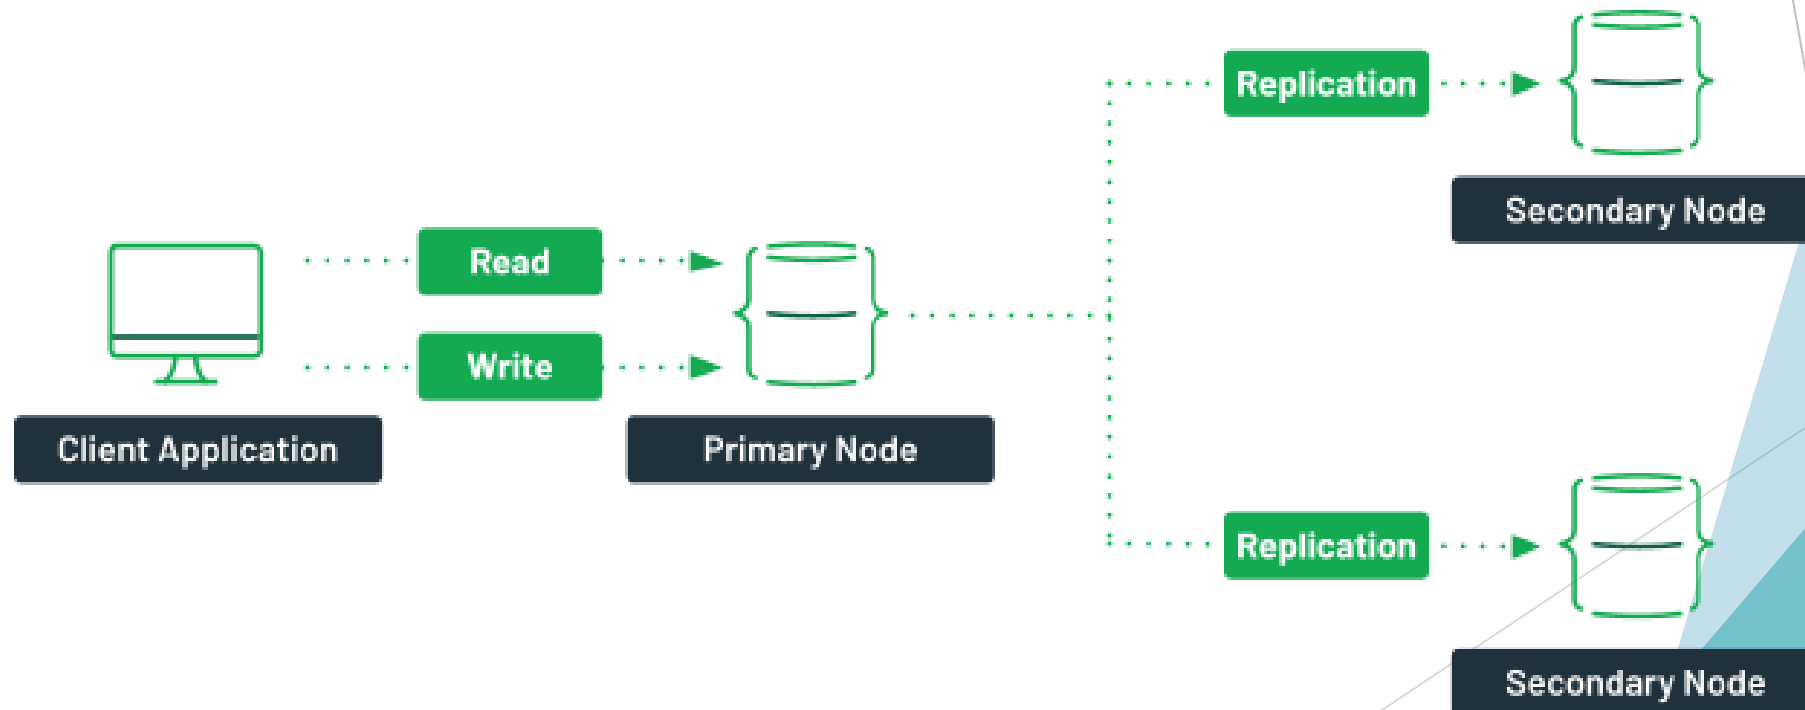 Replication
Secondary Node
Read
Write
Client Application
Primary Node
Replication
Secondary Node